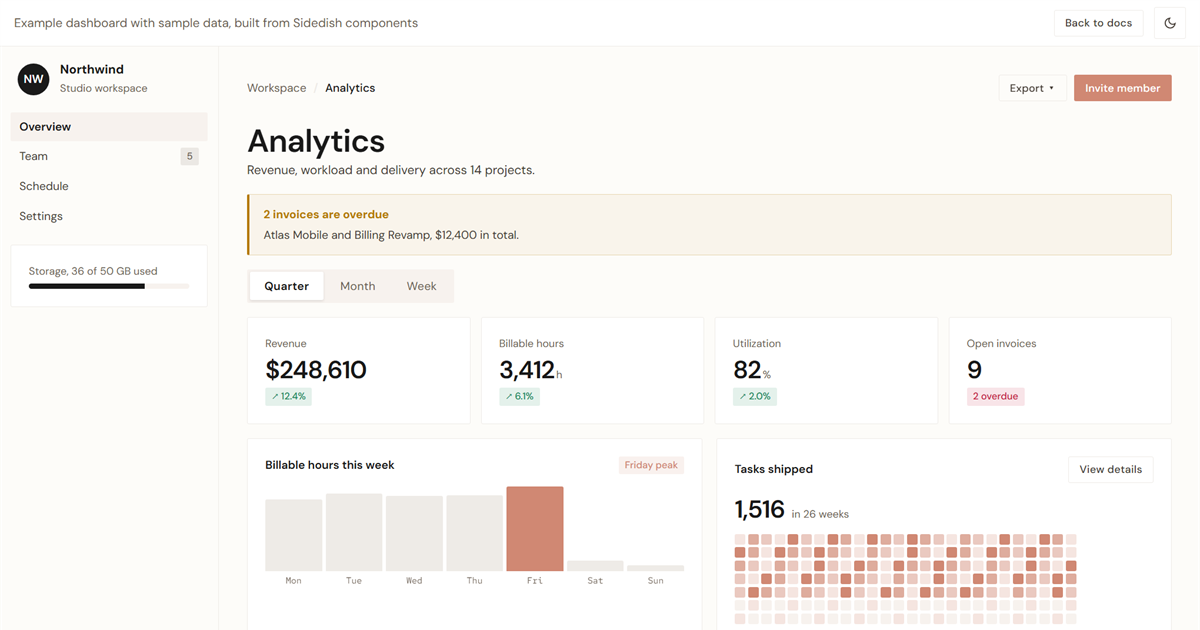 Example dashboard with sample data, built from Sidedish components
Back to docs
NW
Northwind
Studio workspace
Overview
Team
5
Schedule
Settings
Storage, 36 of 50 GB used
Workspace / Analytics
Export ▾
Invite member
Analytics
Revenue, workload and delivery across 14 projects.
2 invoices are overdue
Atlas Mobile and Billing Revamp, $12,400 in total.
Quarter
Month
Week
Revenue
$248,610
↗ 12.4%
Billable hours
3,412 h
↗ 6.1%
Utilization
82 %
↗ 2.0%
Open invoices
9
2 overdue
Billable hours this week
Friday peak
Mon Tue Wed Thu Fri Sat Sun
Tasks shipped
View details
1,516 in 26 weeks